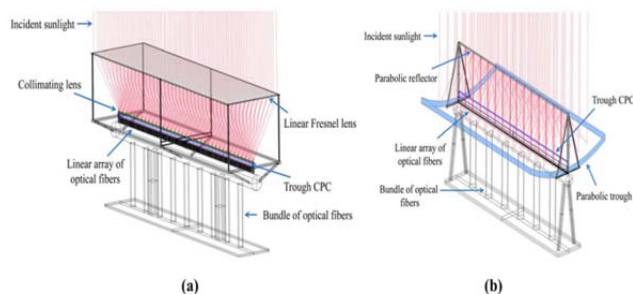 Incident sunlight
Collimating lens
Linear Fresnel lens
Linear array of
optical fibers
Trough CPC
Bundle of optical fibers
(a)
Incident sunlight
Parabolic reflector
Trough CPC
Linear array of
optical fibers
Bundle of optical
fibers
Parabolic trough
(b)